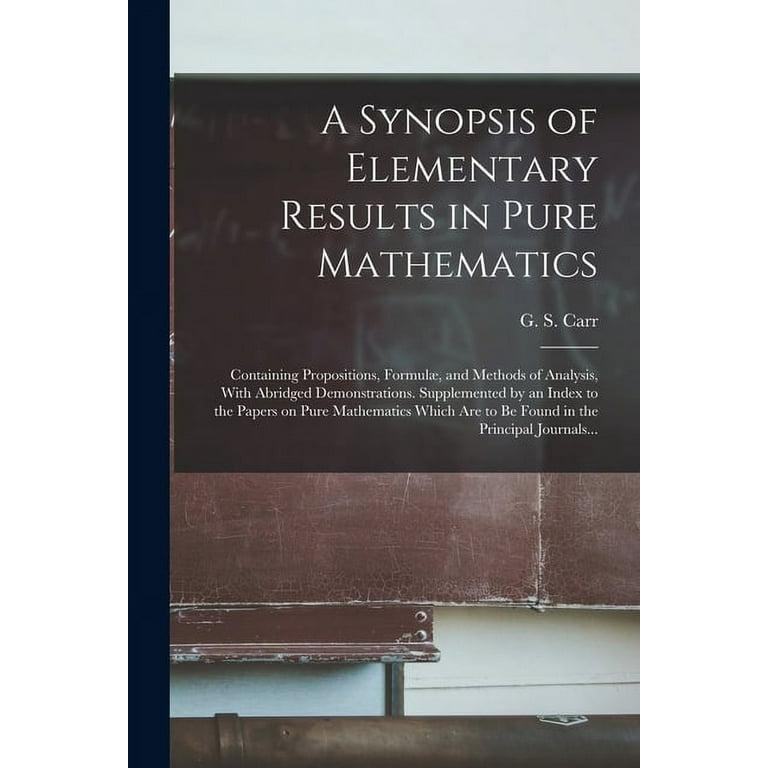 A Synopsis of
Elementary
Results in Pure
Mathematics
G. S. Carr
Containing Propositions, Formulæ, and Methods of Analysis,
With Abridged Demonstrations. Supplemented by an Index to
the Papers on Pure Mathematics Which Are to Be Found in the
Principal Journals...